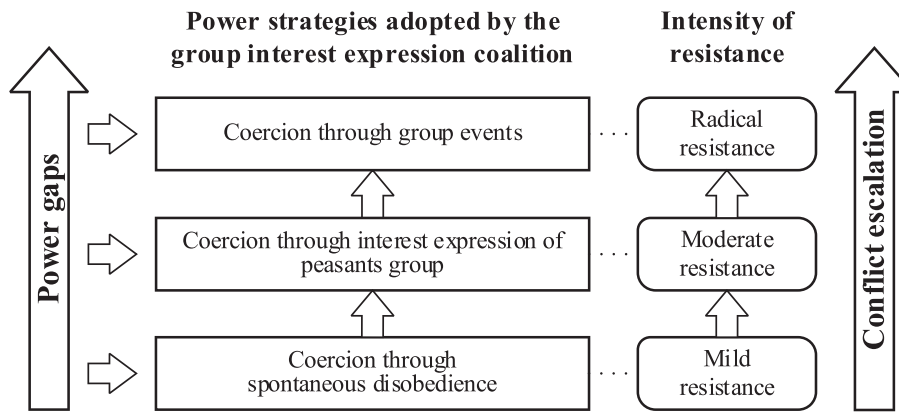 Power strategies adopted by the
group interest expression coalition
Intensity of
resistance
Power gaps
Coercion through group events
. . .
Radical
resistance
Coercion through interest expression of
peasants group
. . .
Moderate
resistance
Coercion through
spontaneous disobedience
. . .
Mild
resistance
Conflict escalation